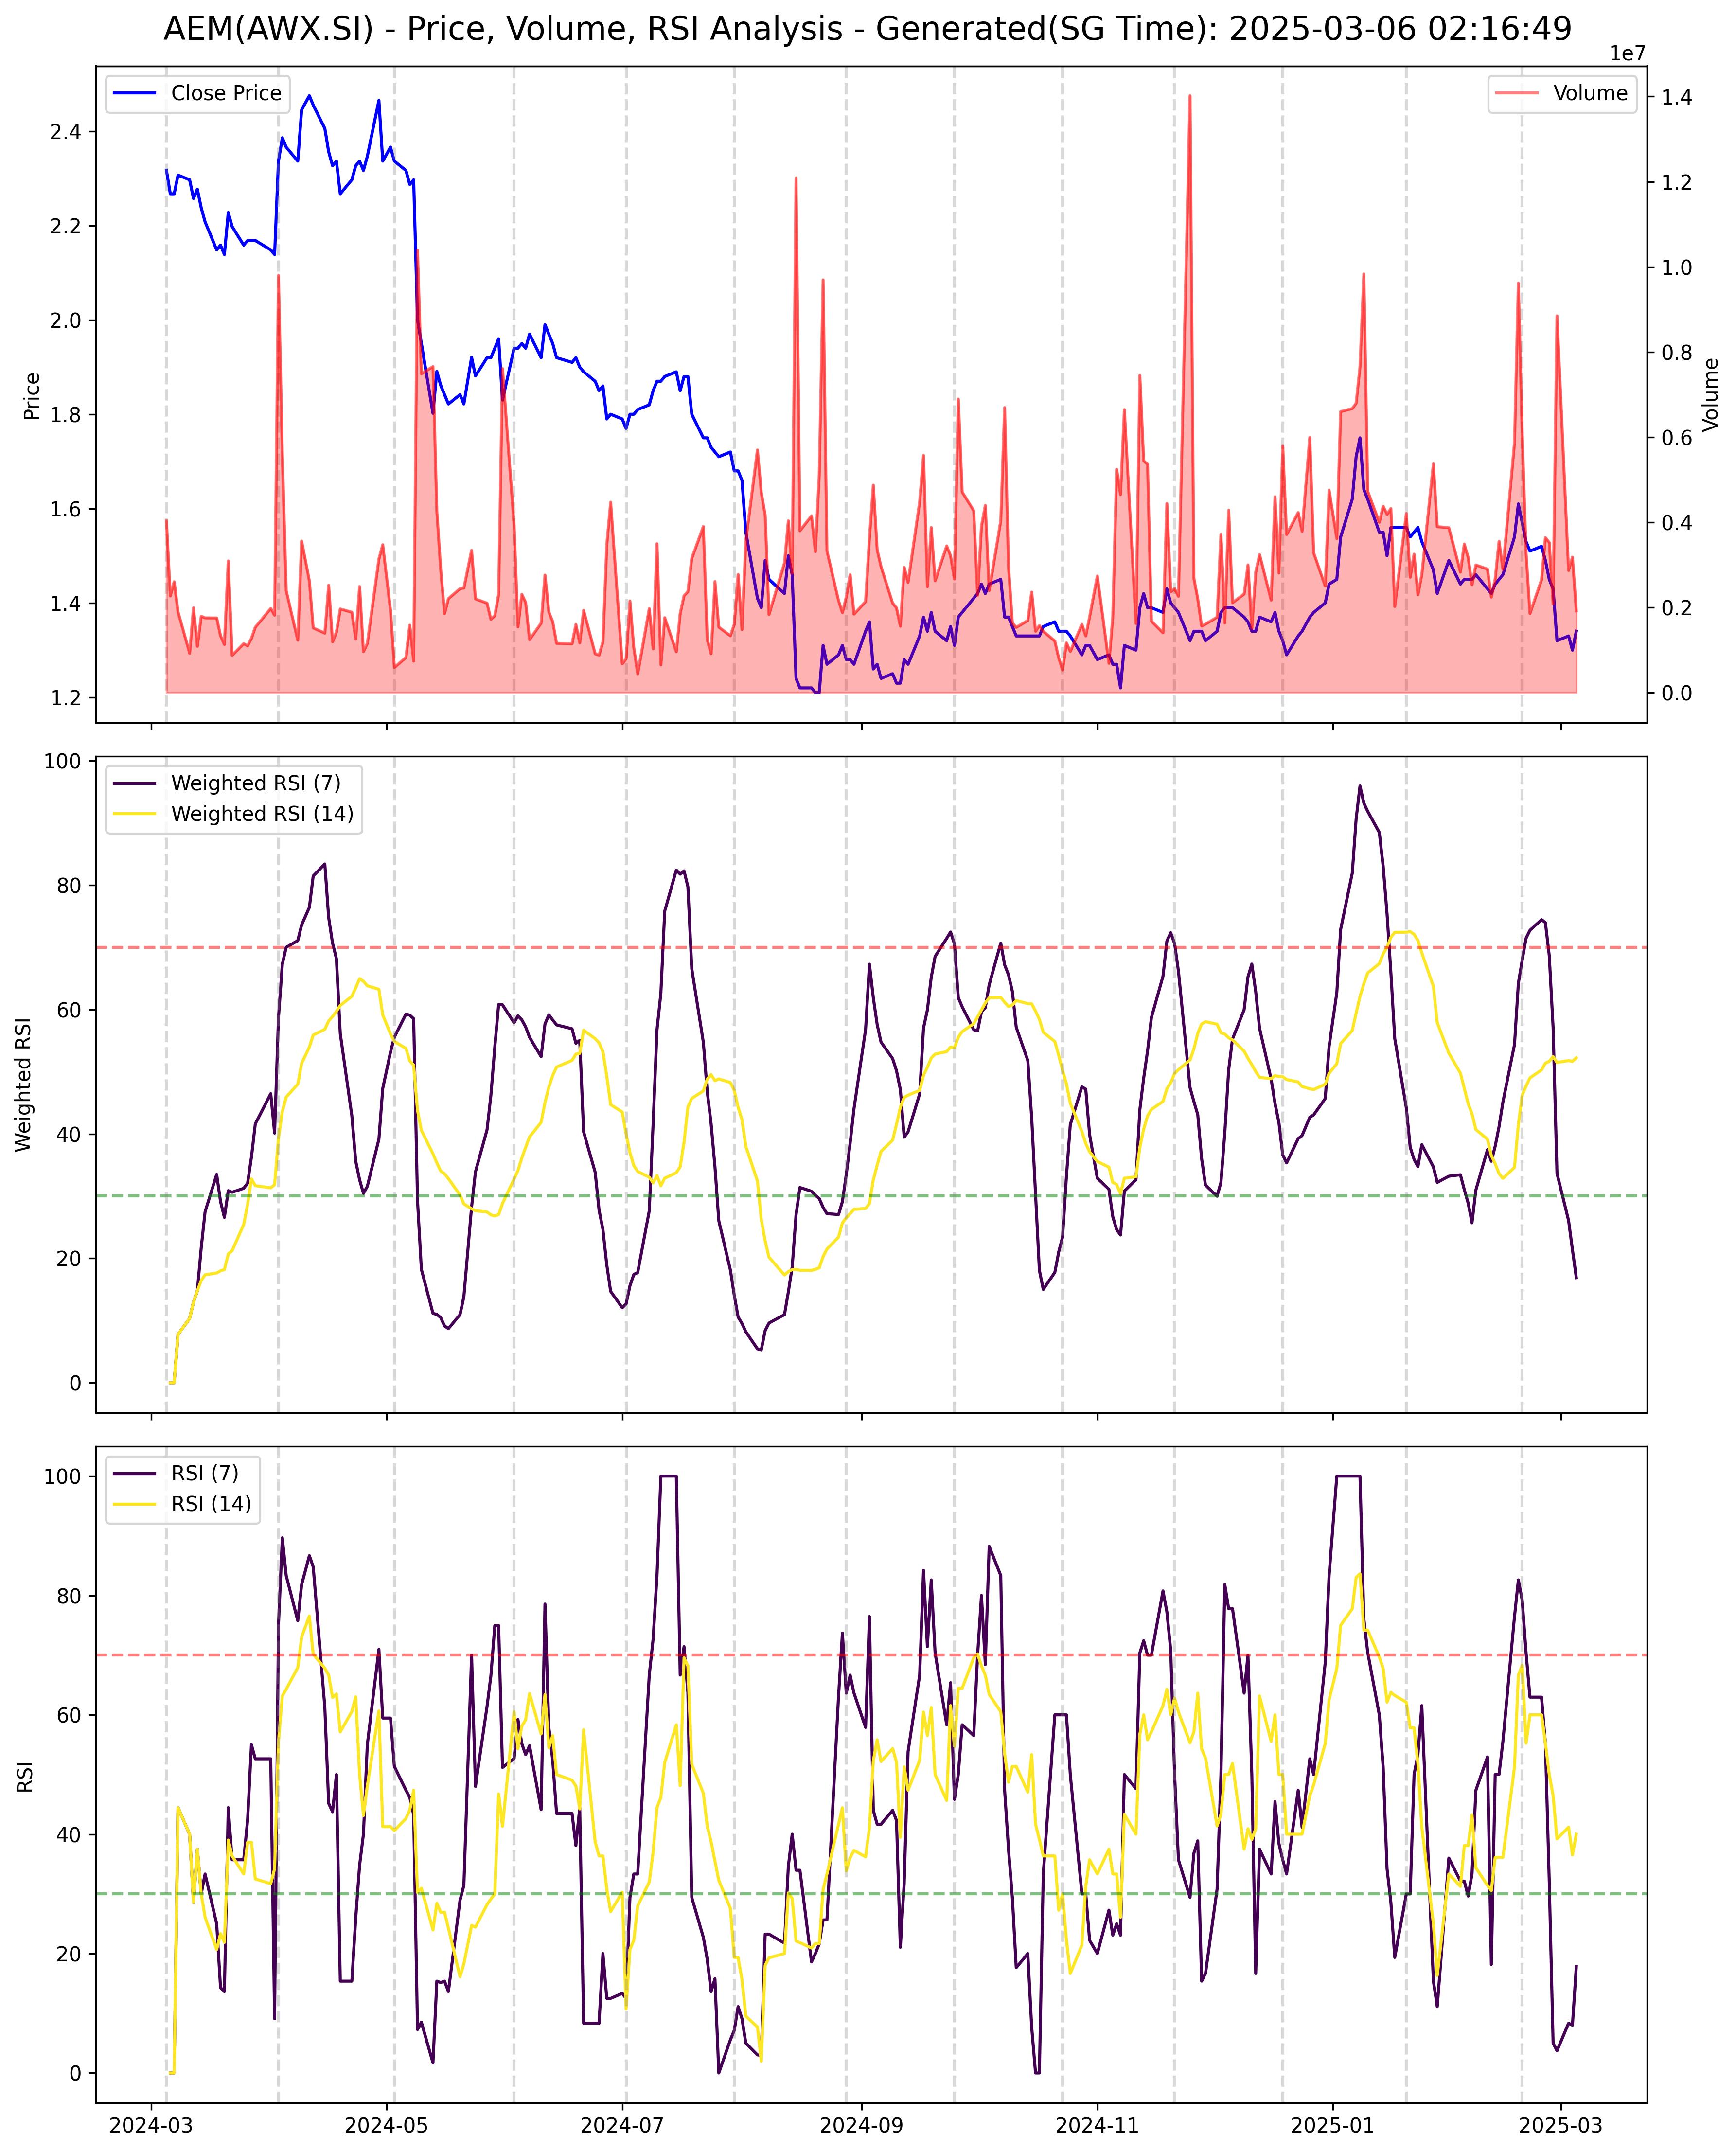 AEM(AWX.SI) - Price, Volume, RSI Analysis - Generated(SG Time): 2025-03-06 02:16:49
1e7
Close Price
Volume
2.4
2.2
2.0
1.8
1.6
1.4
1.2
Price
1.4
1.2
1.0
0.8
0.6
0.4
0.2
0.0
Volume
Weighted RSI (7)
Weighted RSI (14)
100
80
60
40
20
0
Weighted RSI
RSI (7)
RSI (14)
100
80
60
40
20
0
RSI
2024-03 2024-05 2024-07 2024-09 2024-11 2025-01 2025-03